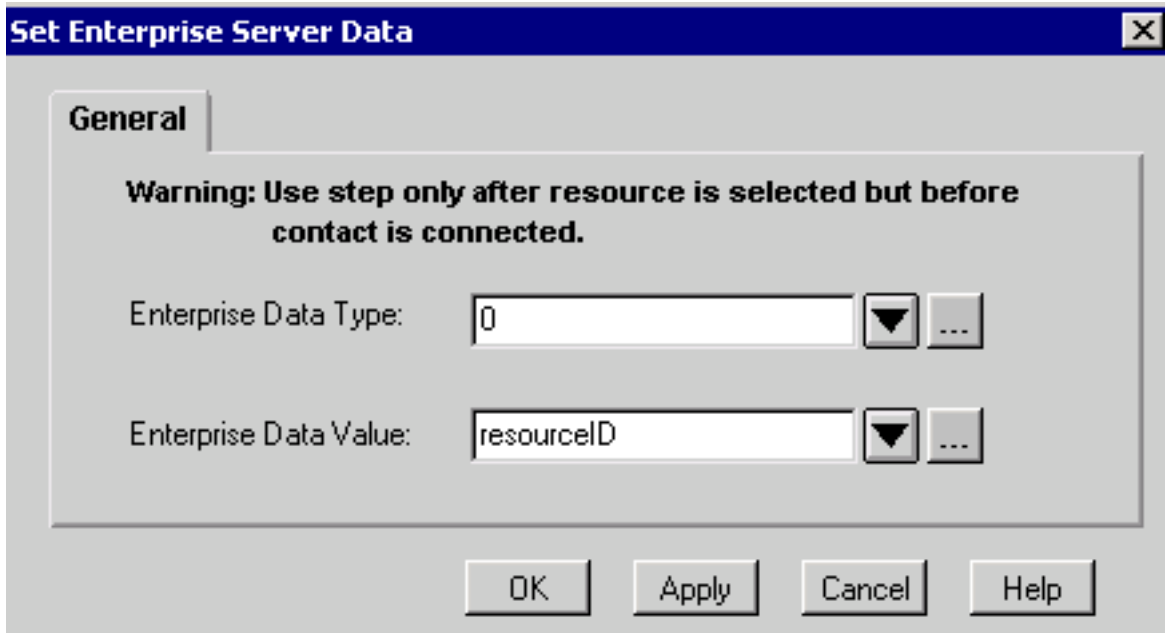 Set Enterprise Server Data
General
Warning: Use step only after resource is selected but before
contact is connected.
Enterprise Data Type: 0 ...
Enterprise Data Value: resourceID ...
OK Apply Cancel Help